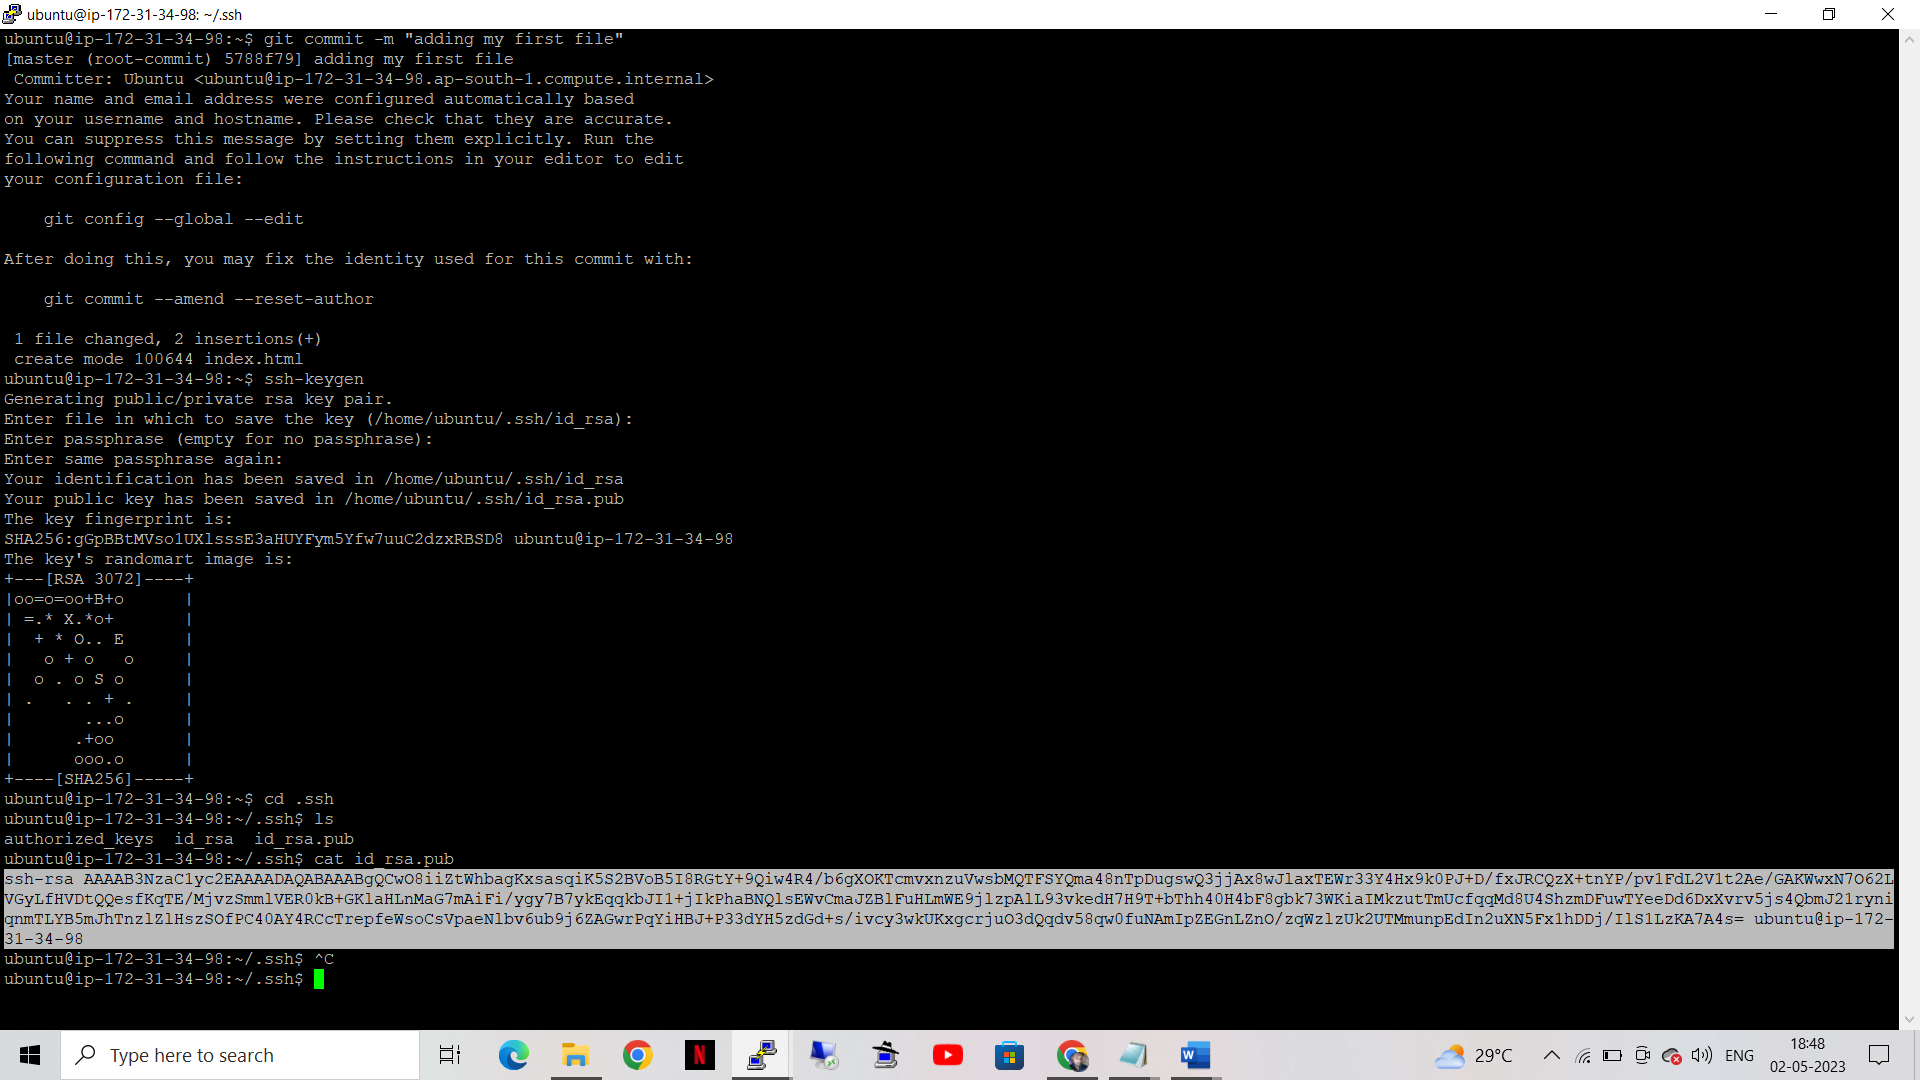 ubuntu@ip-172-31-34-98: ~/.ssh
ubuntu@ip-172-31-34-98:~$ git commit -m "adding my first file"
[master (root-commit) 5788f79] adding my first file
 Committer: Ubuntu <ubuntu@ip-172-31-34-98.ap-south-1.compute.internal>
Your name and email address were configured automatically based
on your username and hostname. Please check that they are accurate.
You can suppress this message by setting them explicitly. Run the
following command and follow the instructions in your editor to edit
your configuration file:
    git config --global --edit
After doing this, you may fix the identity used for this commit with:
    git commit --amend --reset-author
 1 file changed, 2 insertions(+)
 create mode 100644 index.html
ubuntu@ip-172-31-34-98:~$ ssh-keygen
Generating public/private rsa key pair.
Enter file in which to save the key (/home/ubuntu/.ssh/id_rsa):
Enter passphrase (empty for no passphrase):
Enter same passphrase again:
Your identification has been saved in /home/ubuntu/.ssh/id_rsa
Your public key has been saved in /home/ubuntu/.ssh/id_rsa.pub
The key fingerprint is:
SHA256:gGpBBtMVso1UXlsssE3aHUYFym5Yfw7uuC2dzxRBSD8 ubuntu@ip-172-31-34-98
The key's randomart image is:
+---[RSA 3072]----+
|oo=o=oo+B+o      |
| =.* X.*o+       |
|  + * O.. E      |
|   o + o   o     |
|  o . o S o      |
| .   . . + .     |
|       ...o      |
|      .+oo       |
|      ooo.o      |
+----[SHA256]-----+
ubuntu@ip-172-31-34-98:~$ cd .ssh
ubuntu@ip-172-31-34-98:~/.ssh$ ls
authorized_keys  id_rsa  id_rsa.pub
ubuntu@ip-172-31-34-98:~/.ssh$ cat id_rsa.pub
ssh-rsa AAAAB3NzaC1yc2EAAAADAQABAAABgQCwO8iiZtWhbagKxsasqiK5S2BVoB5I8RGtY+9Qiw4R4/b6gXOKTcmvxnzuVwsbMQTFSYQma48nTpDugswQ3jjAx8wJlaxTEWr33Y4Hx9k0PJ+D/fxJRCQzX+tnYP/pv1FdL2V1t2Ae/GAKWwxN7O62L
VGyLfHVDtQQesfKqTE/MjvzSmmlVER0kB+GKlaHLnMaG7mAiFi/ygy7B7ykEqqkbJI1+jIkPhaBNQlsEWvCmaJZBlFuHLmWE9jlzpAlL93vkedH7H9T+bThh40H4bF8gbk73WKiaIMkzutTmUcfqqMd8U4ShzmDFuwTYeeDd6DxXvrv5js4QbmJ21ryni
qnmTLYB5mJhTnzlZlHszSOfPC40AY4RCcTrepfeWsoCsVpaeNlbv6ub9j6ZAGwrPqYiHBJ+P33dYH5zdGd+s/ivcy3wkUKxgcrjuO3dQqdv58qw0fuNAmIpZEGnLZnO/zqWzlzUk2UTMmunpEdIn2uXN5Fx1hDDj/IlS1LzKA7A4s= ubuntu@ip-172-
31-34-98
ubuntu@ip-172-31-34-98:~/.ssh$ ^C
ubuntu@ip-172-31-34-98:~/.ssh$
Type here to search
N
W
29°C
ENG
18:48
02-05-2023